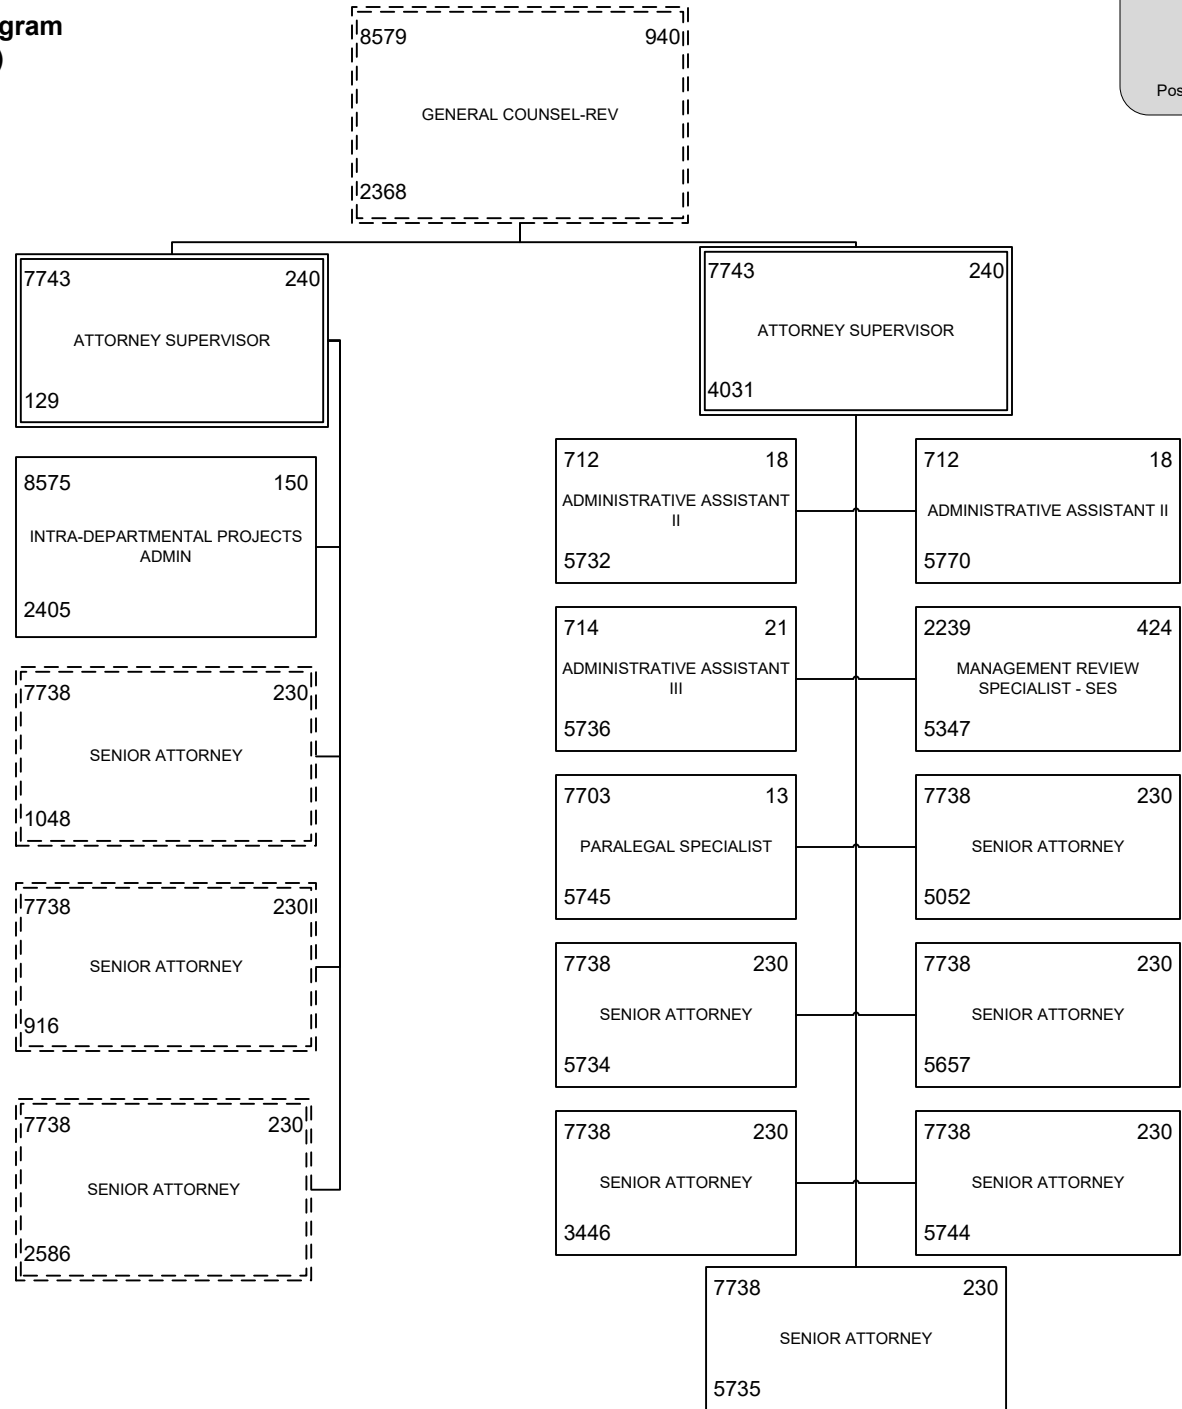 gram
)
Pos
8579 940
GENERAL COUNSEL-REV
2368
7743 240
ATTORNEY SUPERVISOR
129
8575 150
INTRA-DEPARTMENTAL PROJECTS
ADMIN
2405
7738 230
SENIOR ATTORNEY
1048
7738 230
SENIOR ATTORNEY
916
7738 230
SENIOR ATTORNEY
2586
7743 240
ATTORNEY SUPERVISOR
4031
712 18
ADMINISTRATIVE ASSISTANT
II
5732
712 18
ADMINISTRATIVE ASSISTANT II
5770
714 21
ADMINISTRATIVE ASSISTANT
III
5736
2239 424
MANAGEMENT REVIEW
SPECIALIST - SES
5347
7703 13
PARALEGAL SPECIALIST
5745
7738 230
SENIOR ATTORNEY
5052
7738 230
SENIOR ATTORNEY
5734
7738 230
SENIOR ATTORNEY
5657
7738 230
SENIOR ATTORNEY
3446
7738 230
SENIOR ATTORNEY
5744
7738 230
SENIOR ATTORNEY
5735